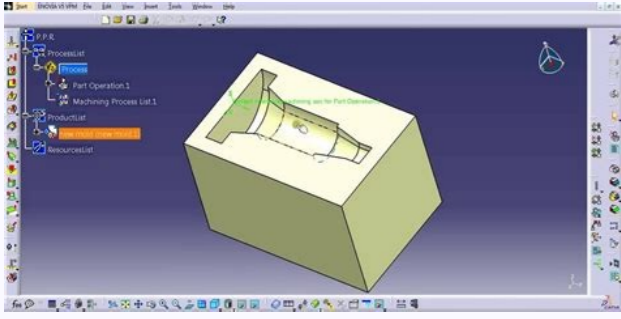 Start ENOVIA V5 VPM File Edit View Insert Tools Window Help
P.P.R.
ProcessList
Process
Part Operation.1
Machining Process List.1
ProductList
new mold (new mold.1)
ResourcesList